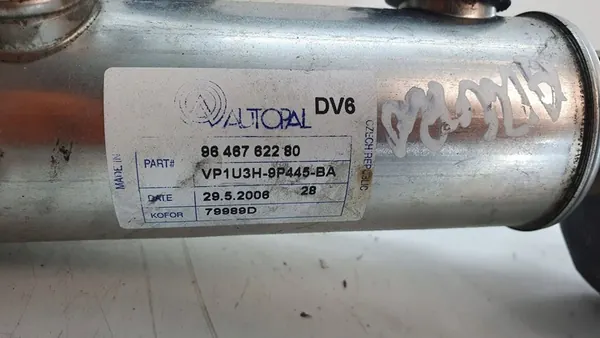 AUTOPAL DV6
MADE IN
CZECH REPUBLIC
PART# 96 467 622 80
VP1U3H-9P445-BA
DATE 29.5.2006 28
KOFOR 79989D